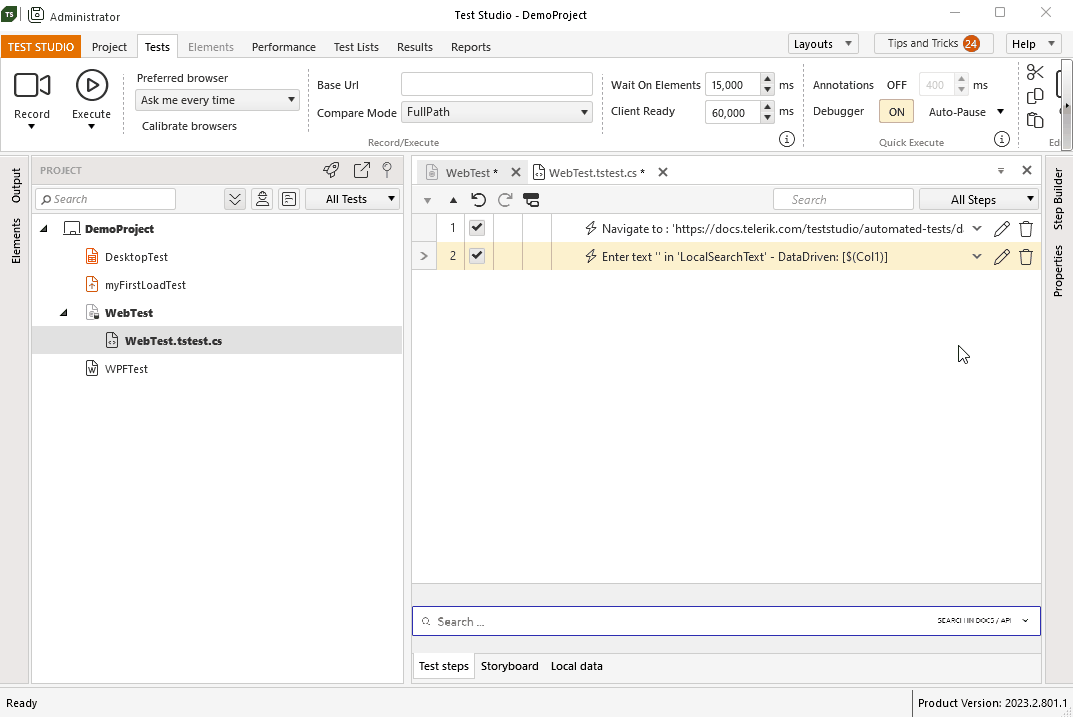 TS Administrator
Test Studio - DemoProject
TEST STUDIO Project Tests Elements Performance Test Lists Results Reports Layouts Tips and Tricks 24 Help
Record
Execute
Preferred browser
Ask me every time
Calibrate browsers
Base Url
Compare Mode FullPath
Wait On Elements 15,000 ms
Client Ready 60,000 ms
Record/Execute
Annotations OFF 400 ms
Debugger ON Auto-Pause
Quick Execute
Ed
Output
Elements
PROJECT
Search All Tests
DemoProject
DesktopTest
myFirstLoadTest
WebTest
WebTest.tstest.cs
WPFTest
WebTest * WebTest.tstest.cs *
Search All Steps
1 Navigate to : 'https://docs.telerik.com/teststudio/automated-tests/d
2 Enter text '' in 'LocalSearchText' - DataDriven: [$(Col1)]
Search ... SEARCH IN DOCS / API
Test steps Storyboard Local data
Step Builder
Properties
Ready
Product Version: 2023.2.801.1